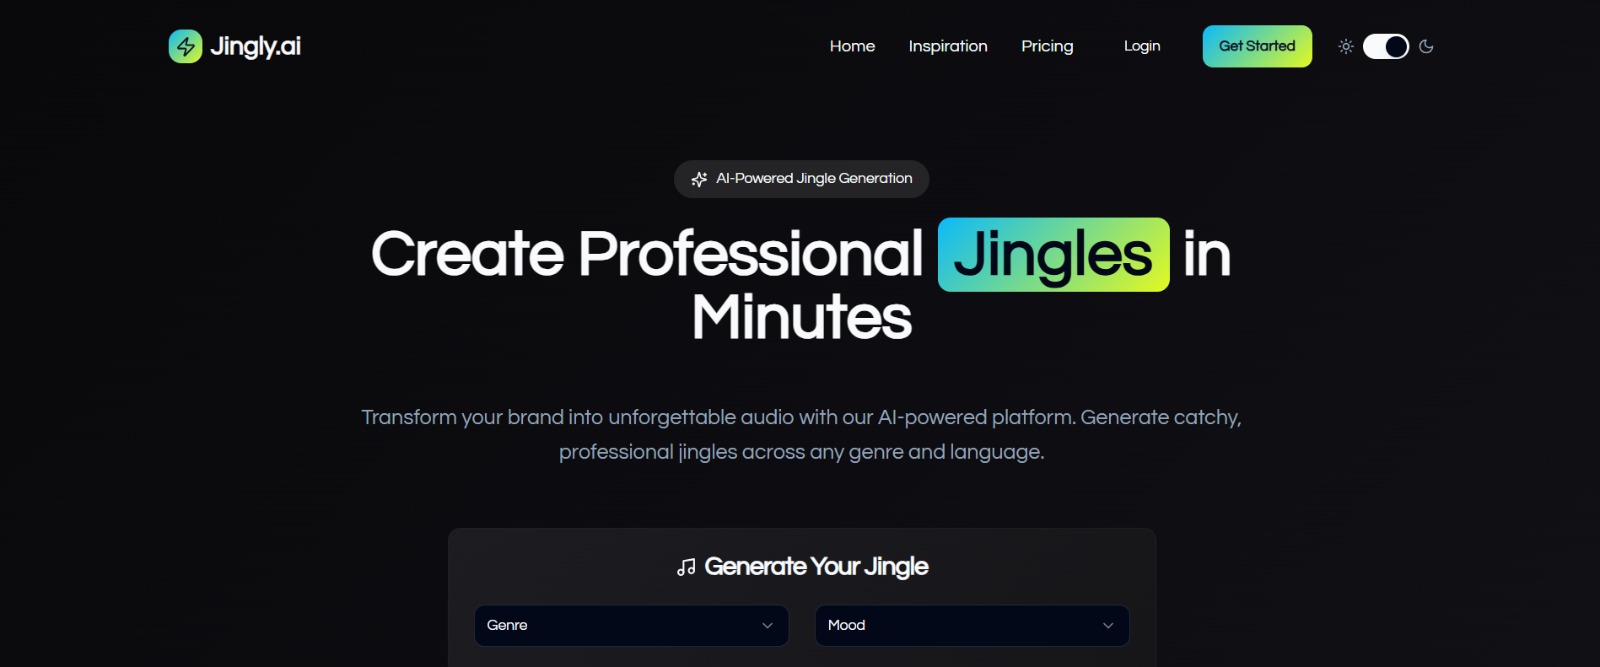 Jingly.ai
Home
Inspiration
Pricing
Login
Get Started
AI-Powered Jingle Generation
Create Professional Jingles in
Minutes
Transform your brand into unforgettable audio with our AI-powered platform. Generate catchy,
professional jingles across any genre and language.
Generate Your Jingle
Genre
Mood